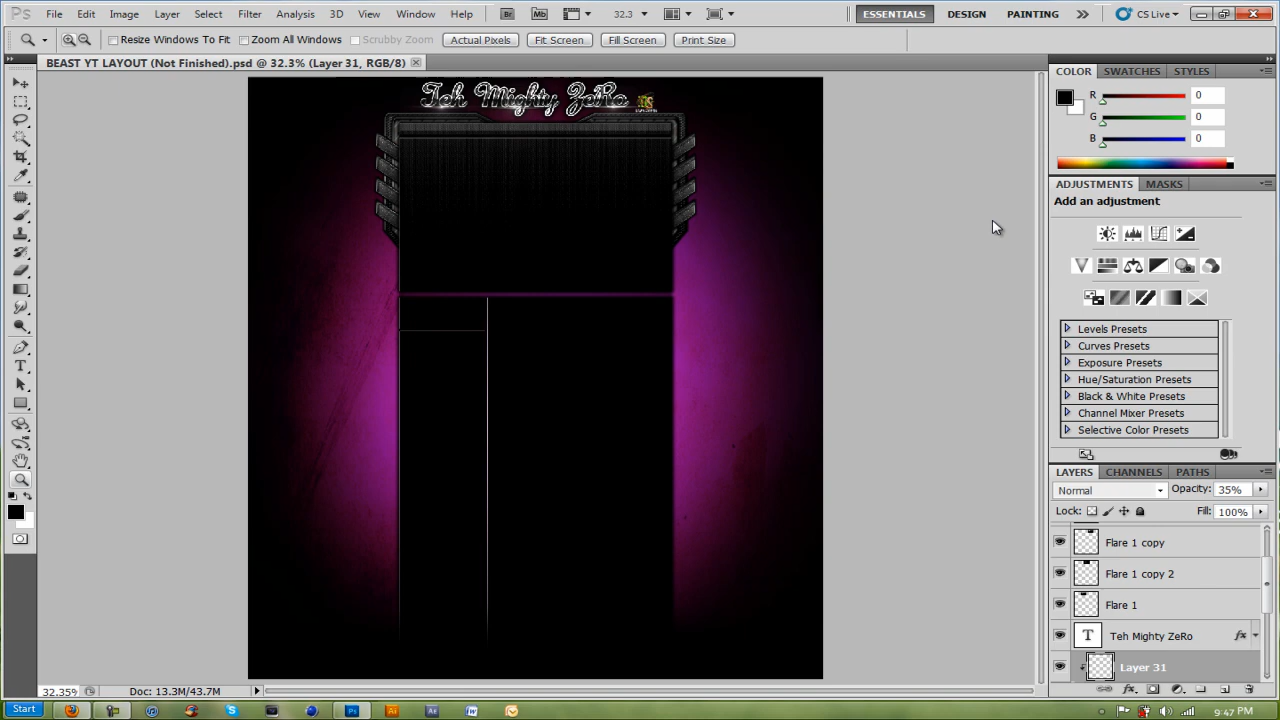 Ps File Edit Image Layer Select Filter Analysis 3D View Window Help Br Mb 32.3 ESSENTIALS DESIGN PAINTING CS Live
Resize Windows To Fit Zoom All Windows Scrubby Zoom Actual Pixels Fit Screen Fill Screen Print Size
BEAST YT LAYOUT (Not Finished).psd @ 32.3% (Layer 31, RGB/8)
Teh Mighty ZeRo
COLOR SWATCHES STYLES
R 0
G 0
B 0
ADJUSTMENTS MASKS
Add an adjustment
Levels Presets
Curves Presets
Exposure Presets
Hue/Saturation Presets
Black & White Presets
Channel Mixer Presets
Selective Color Presets
LAYERS CHANNELS PATHS
Normal Opacity: 35%
Lock: Fill: 100%
Flare 1 copy
Flare 1 copy 2
Flare 1
T Teh Mighty ZeRo fx
Layer 31
32.35% Doc: 13.3M/43.7M
Start Ps Ai Ae 9:47 PM